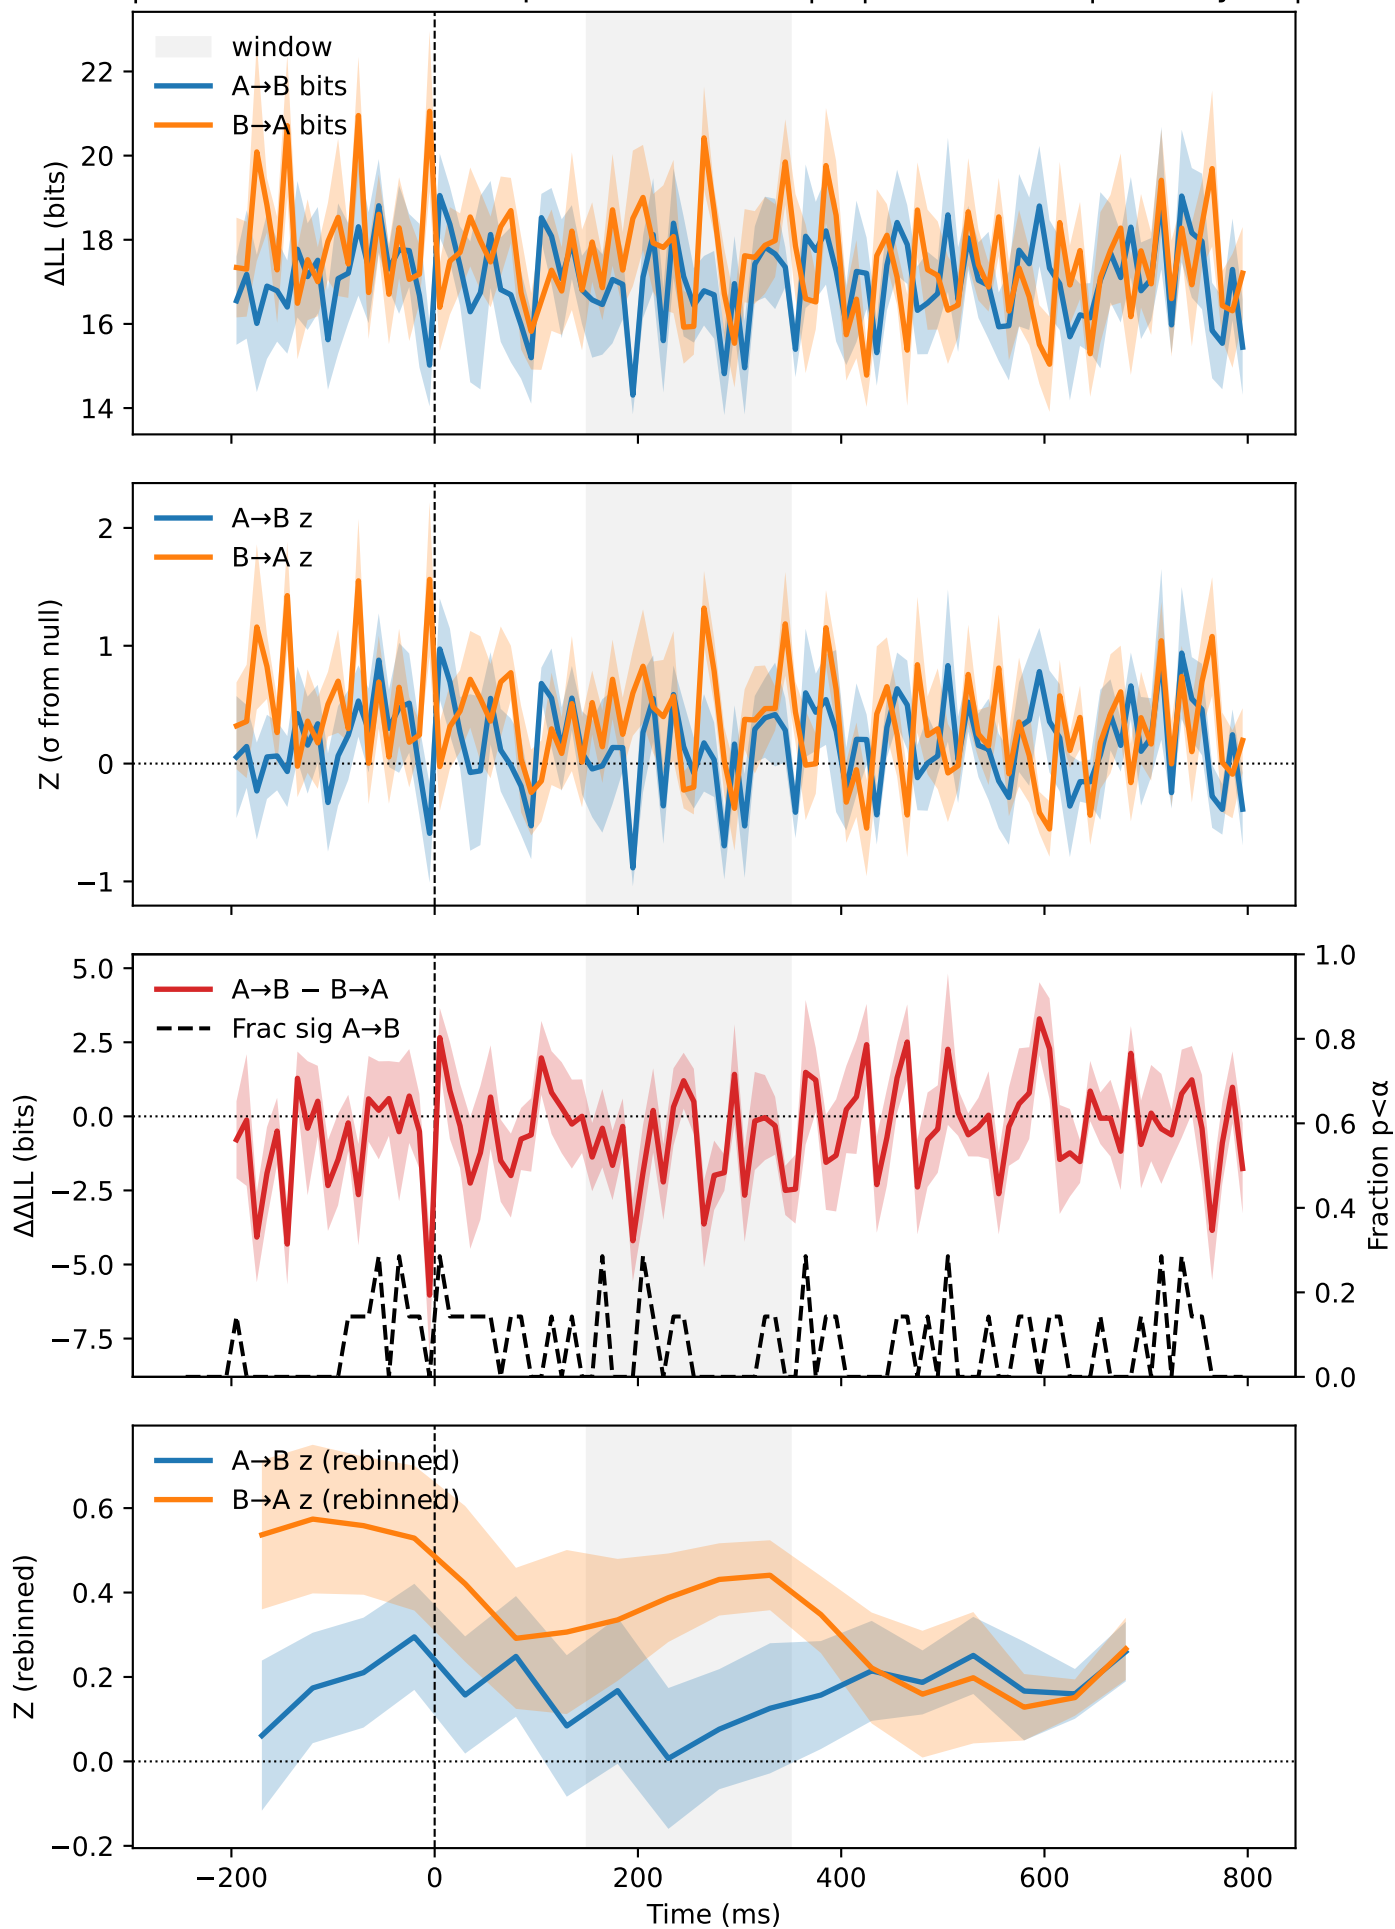 window
A→B bits
B→A bits
22
20
18
16
14
ΔLL (bits)
A→B z
B→A z
2
1
0
−1
Z (σ from null)
A→B − B→A
Frac sig A→B
5.0
2.5
0.0
−2.5
−5.0
−7.5
ΔΔLL (bits)
1.0
0.8
0.6
0.4
0.2
0.0
Fraction p<α
A→B z (rebinned)
B→A z (rebinned)
0.6
0.4
0.2
0.0
−0.2
Z (rebinned)
−200 0 200 400 600 800
Time (ms)